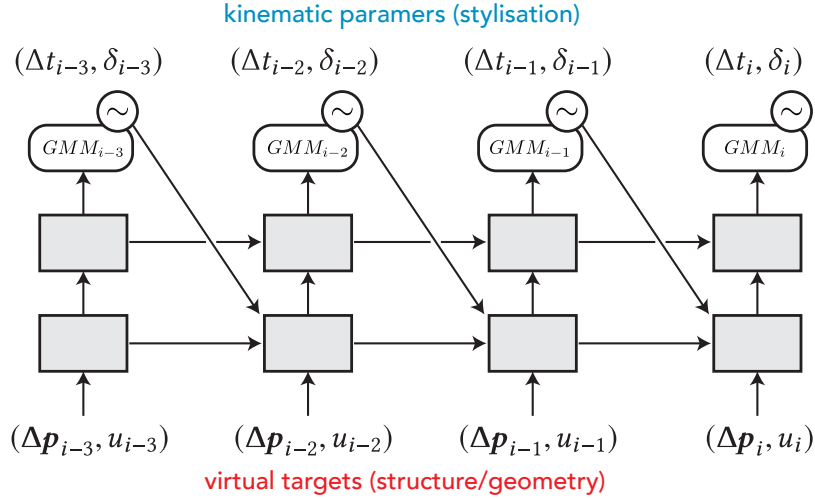 kinematic paramers (stylisation)
(Δt_{i−3}, δ_{i−3}) (Δt_{i−2}, δ_{i−2}) (Δt_{i−1}, δ_{i−1}) (Δt_i, δ_i)
~ ~ ~ ~
GMM_{i−3} GMM_{i−2} GMM_{i−1} GMM_i
(Δp_{i−3}, u_{i−3}) (Δp_{i−2}, u_{i−2}) (Δp_{i−1}, u_{i−1}) (Δp_i, u_i)
virtual targets (structure/geometry)